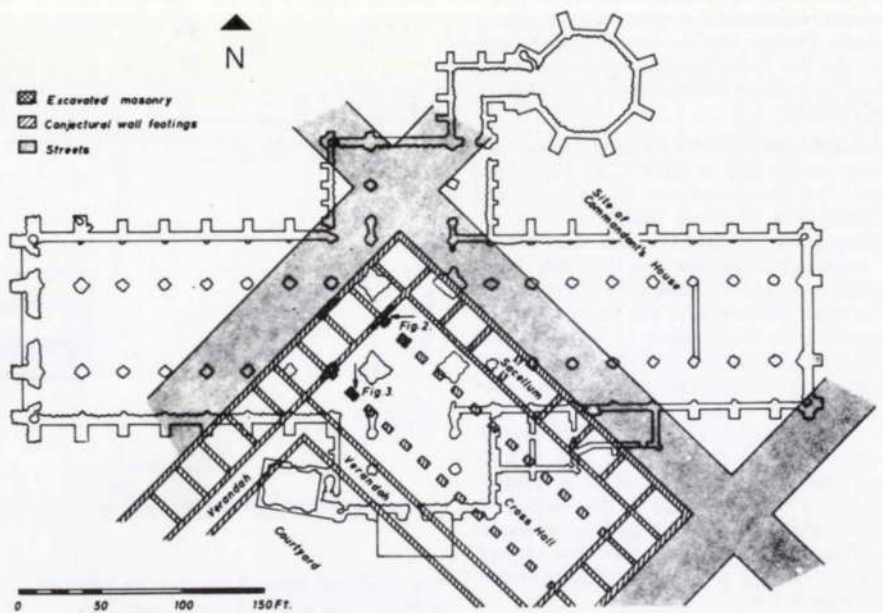 N
Excavated masonry
Conjectural wall footings
Streets
Site of
Commandant's House
Fig. 2.
Fig. 3.
Sacellum
Verandah
Verandah
Cross Hall
Courtyard
0 50 100 150 Ft.